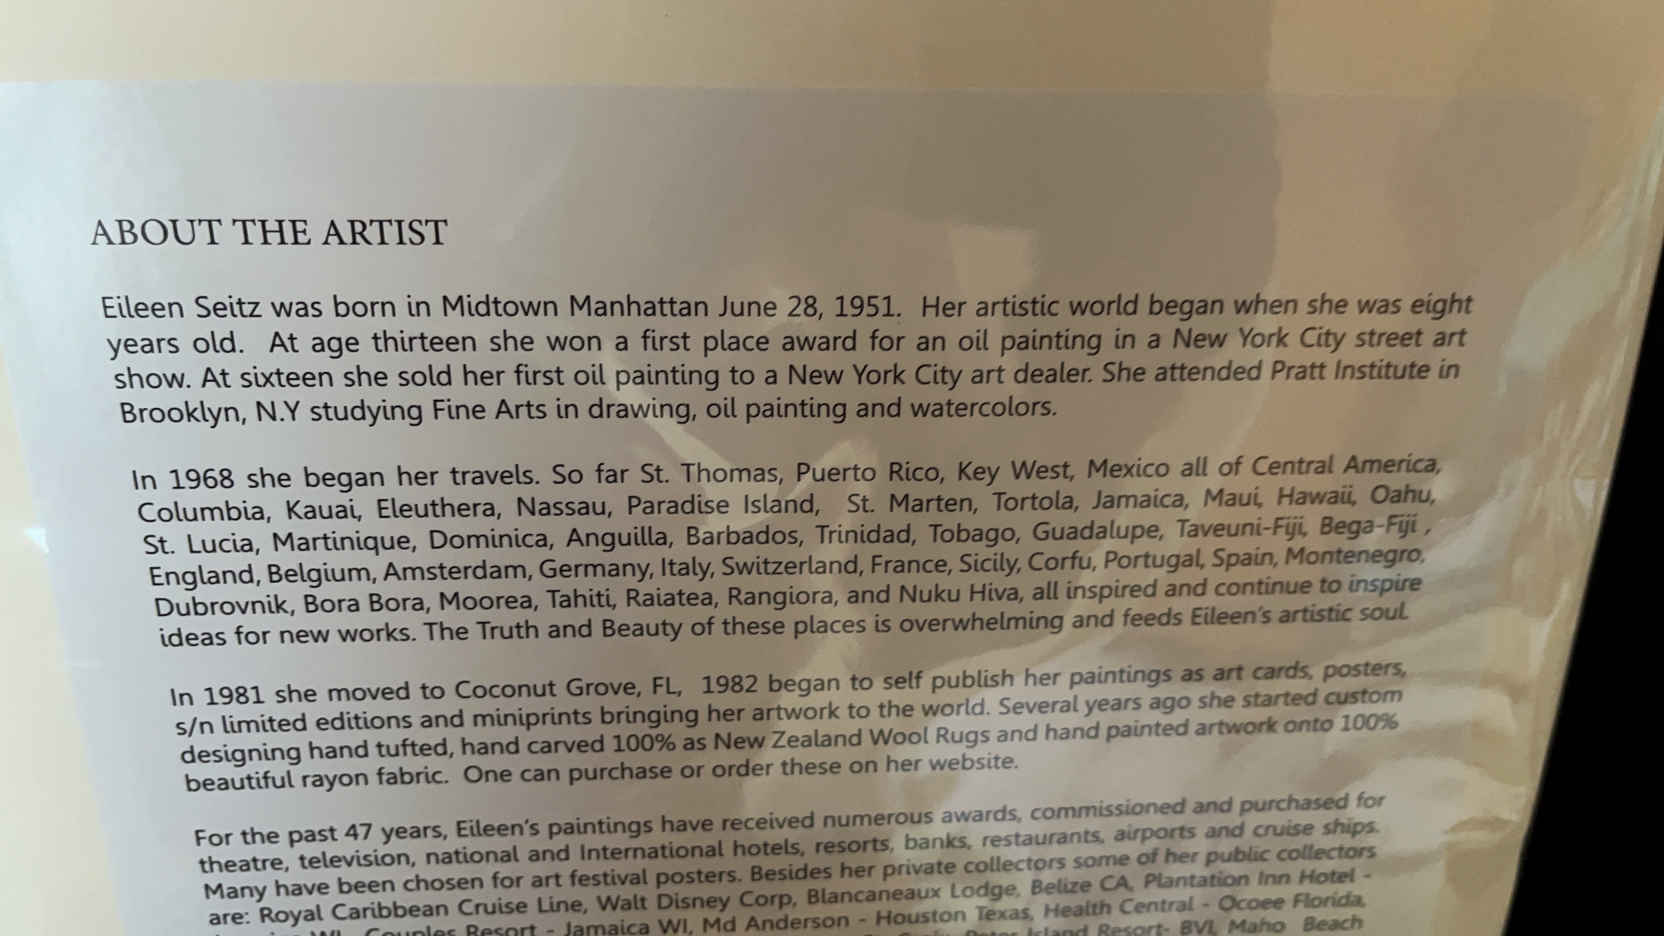 ABOUT THE ARTIST
Eileen Seitz was born in Midtown Manhattan June 28, 1951. Her artistic world began when she was eight
years old. At age thirteen she won a first place award for an oil painting in a New York City street art
show. At sixteen she sold her first oil painting to a New York City art dealer. She attended Pratt Institute in
Brooklyn, N.Y studying Fine Arts in drawing, oil painting and watercolors.
In 1968 she began her travels. So far St. Thomas, Puerto Rico, Key West, Mexico all of Central America,
Columbia, Kauai, Eleuthera, Nassau, Paradise Island, St. Marten, Tortola, Jamaica, Maui, Hawaii, Oahu,
St. Lucia, Martinique, Dominica, Anguilla, Barbados, Trinidad, Tobago, Guadalupe, Taveuni-Fiji, Bega-Fiji ,
England, Belgium, Amsterdam, Germany, Italy, Switzerland, France, Sicily, Corfu, Portugal, Spain, Montenegro,
Dubrovnik, Bora Bora, Moorea, Tahiti, Raiatea, Rangiora, and Nuku Hiva, all inspired and continue to inspire
ideas for new works. The Truth and Beauty of these places is overwhelming and feeds Eileen's artistic soul.
In 1981 she moved to Coconut Grove, FL, 1982 began to self publish her paintings as art cards, posters,
s/n limited editions and miniprints bringing her artwork to the world. Several years ago she started custom
designing hand tufted, hand carved 100% as New Zealand Wool Rugs and hand painted artwork onto 100%
beautiful rayon fabric. One can purchase or order these on her website.
For the past 47 years, Eileen's paintings have received numerous awards, commissioned and purchased for
theatre, television, national and International hotels, resorts, banks, restaurants, airports and cruise ships.
Many have been chosen for art festival posters. Besides her private collectors some of her public collectors
are: Royal Caribbean Cruise Line, Walt Disney Corp, Blancaneaux Lodge, Belize CA, Plantation Inn Hotel -
WI, Couples Resort - Jamaica WI, Md Anderson - Houston Texas, Health Central - Ocoee Florida,
Island Resort- BVI, Maho Beach